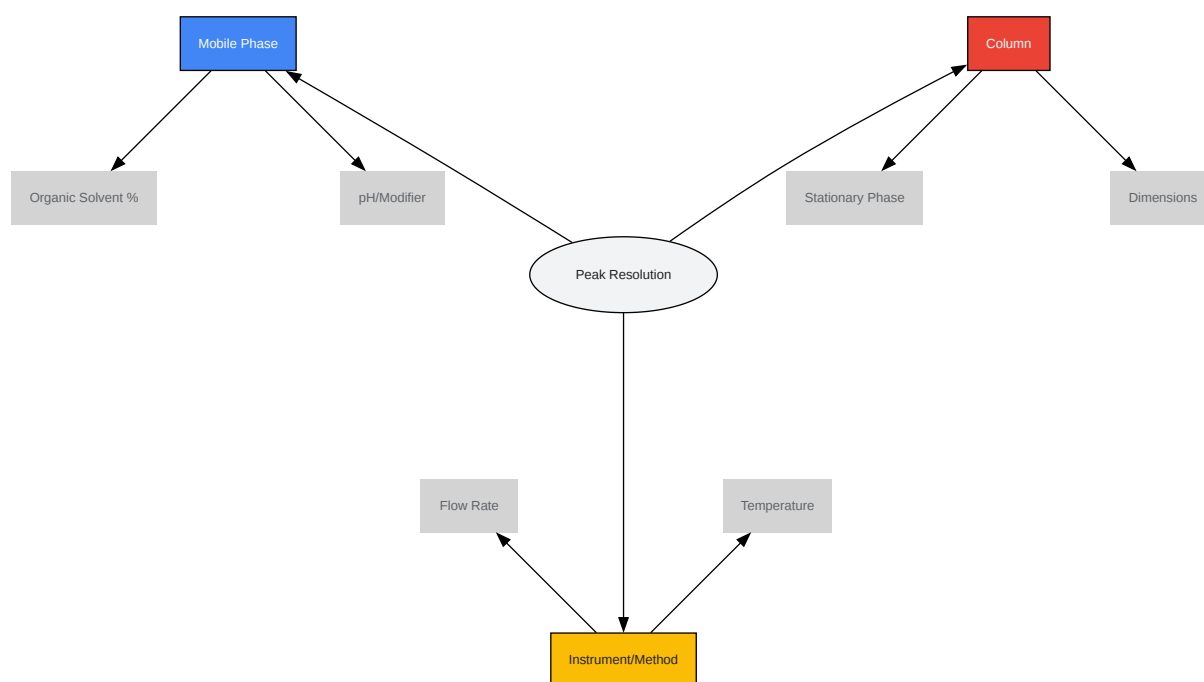 Mobile Phase
Column
Organic Solvent %
pH/Modifier
Stationary Phase
Dimensions
Peak Resolution
Flow Rate
Temperature
Instrument/Method